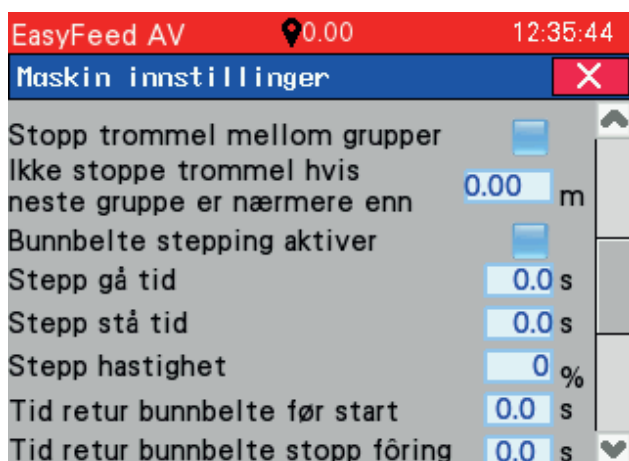 EasyFeed AV 0.00 12:35:44
Maskin innstillinger X
Stopp trommel mellom grupper
Ikke stoppe trommel hvis
neste gruppe er nærmere enn 0.00 m
Bunnbelte stepping aktiver
Stepp gå tid 0.0 s
Stepp stå tid 0.0 s
Stepp hastighet 0 %
Tid retur bunnbelte før start 0.0 s
Tid retur bunnbelte stopp fôring 0.0 s